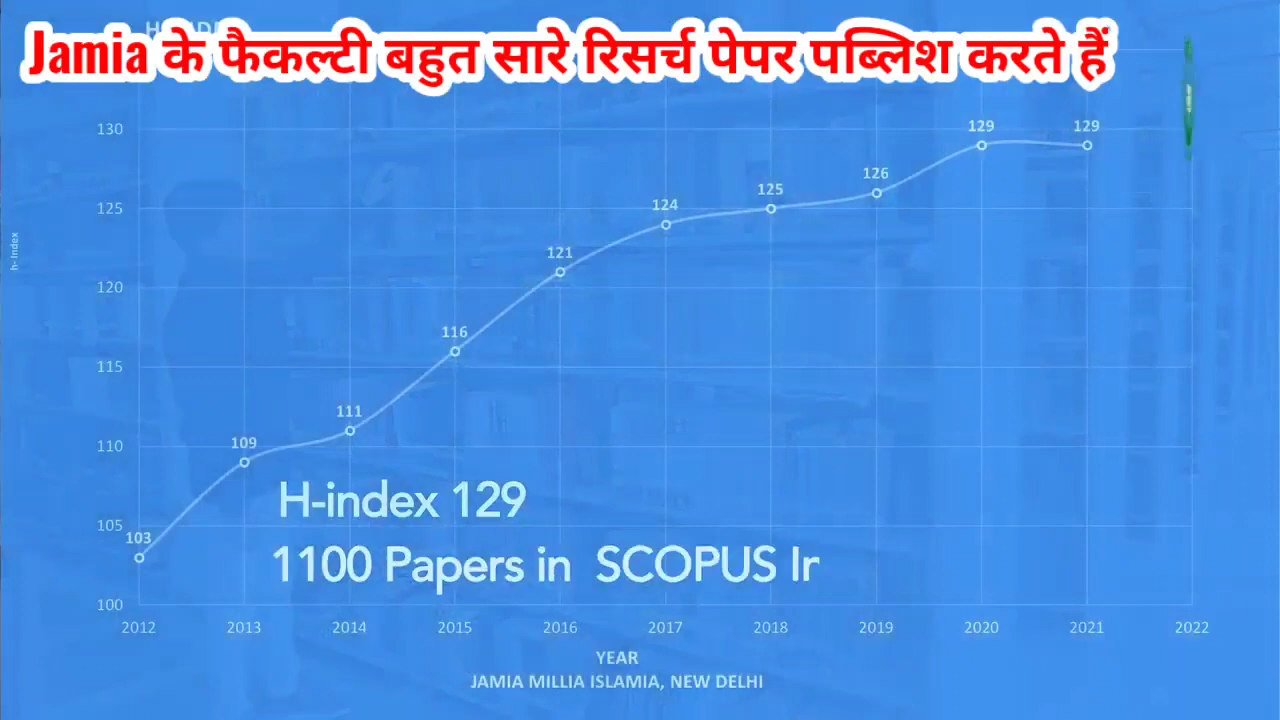 Jamia के फैकल्टी बहुत सारे रिसर्च पेपर पब्लिश करते हैं
130
125
120
115
110
105
100
h- Index
103
109
111
116
121
124
125
126
129
129
H-index 129
1100 Papers in SCOPUS Ir
2012 2013 2014 2015 2016 2017 2018 2019 2020 2021 2022
YEAR
JAMIA MILLIA ISLAMIA, NEW DELHI